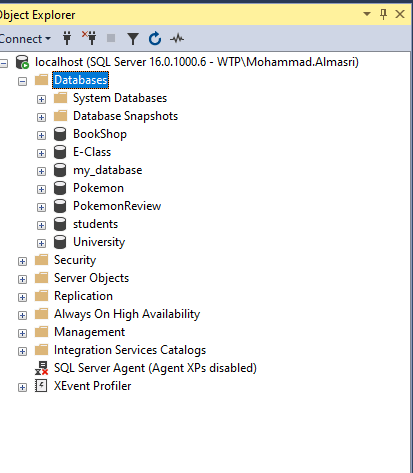 Object Explorer
Connect
localhost (SQL Server 16.0.1000.6 - WTP\Mohammad.Almasri)
Databases
System Databases
Database Snapshots
BookShop
E-Class
my_database
Pokemon
PokemonReview
students
University
Security
Server Objects
Replication
Always On High Availability
Management
Integration Services Catalogs
SQL Server Agent (Agent XPs disabled)
XEvent Profiler